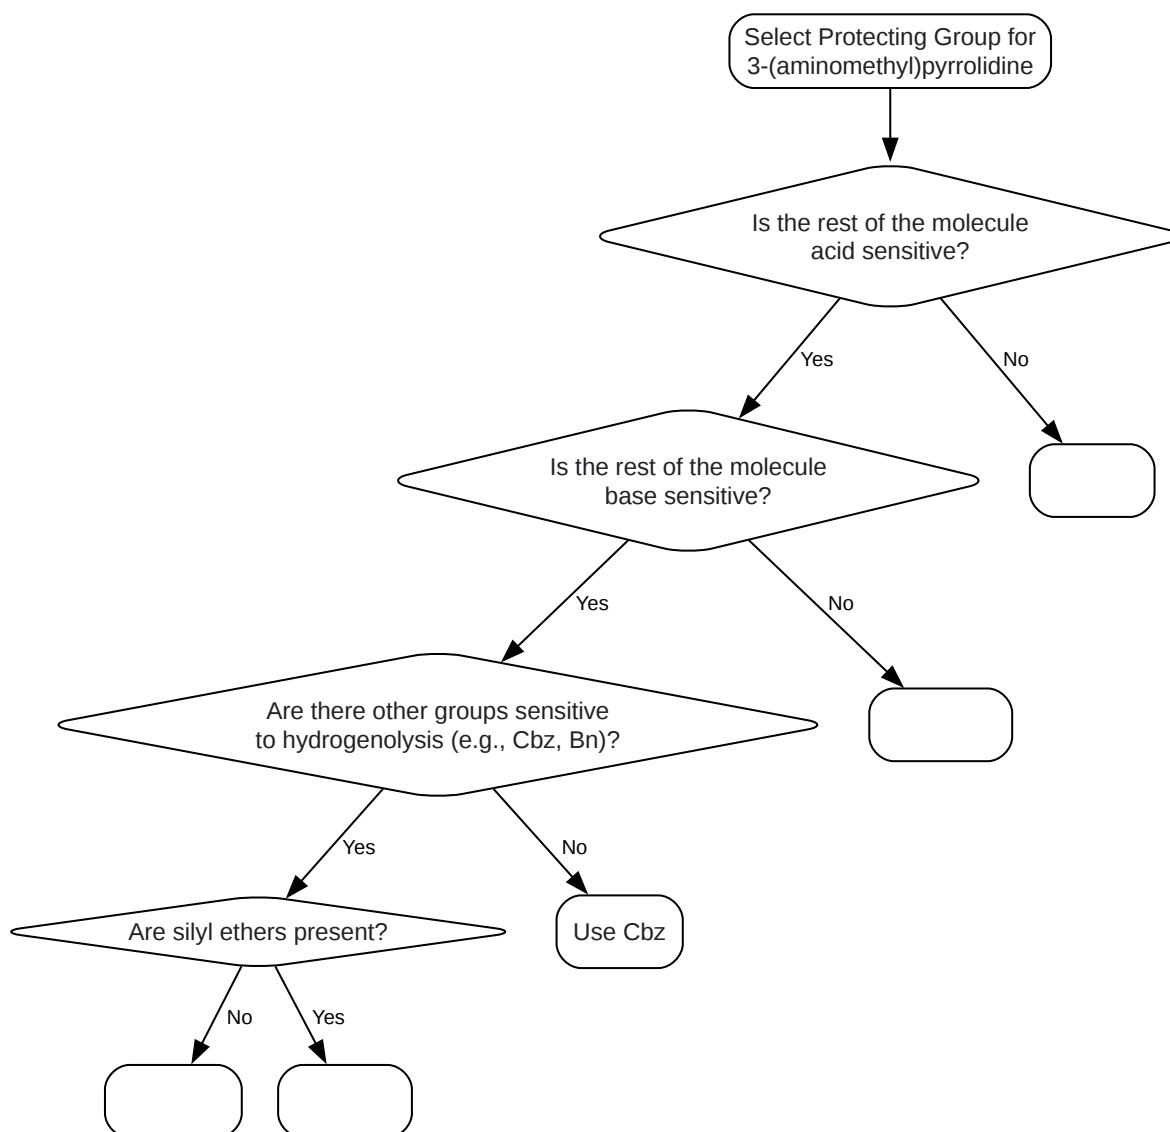 Select Protecting Group for
3-(aminomethyl)pyrrolidine
Is the rest of the molecule
acid sensitive?
Yes
No
Is the rest of the molecule
base sensitive?
Yes
No
Are there other groups sensitive
to hydrogenolysis (e.g., Cbz, Bn)?
Yes
No
Are silyl ethers present?
Use Cbz
No
Yes